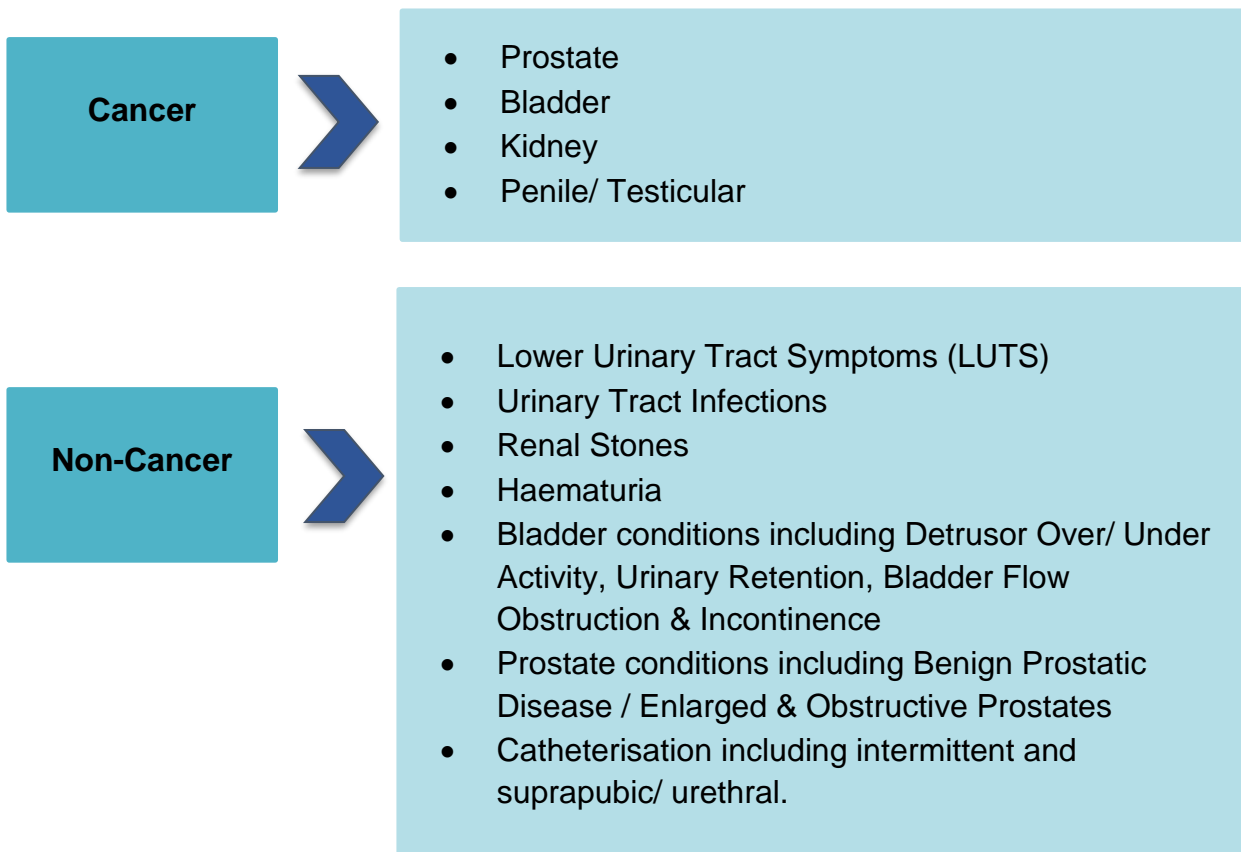 Cancer
• Prostate
• Bladder
• Kidney
• Penile/ Testicular
Non-Cancer
• Lower Urinary Tract Symptoms (LUTS)
• Urinary Tract Infections
• Renal Stones
• Haematuria
• Bladder conditions including Detrusor Over/ Under
Activity, Urinary Retention, Bladder Flow
Obstruction & Incontinence
• Prostate conditions including Benign Prostatic
Disease / Enlarged & Obstructive Prostates
• Catheterisation including intermittent and
suprapubic/ urethral.